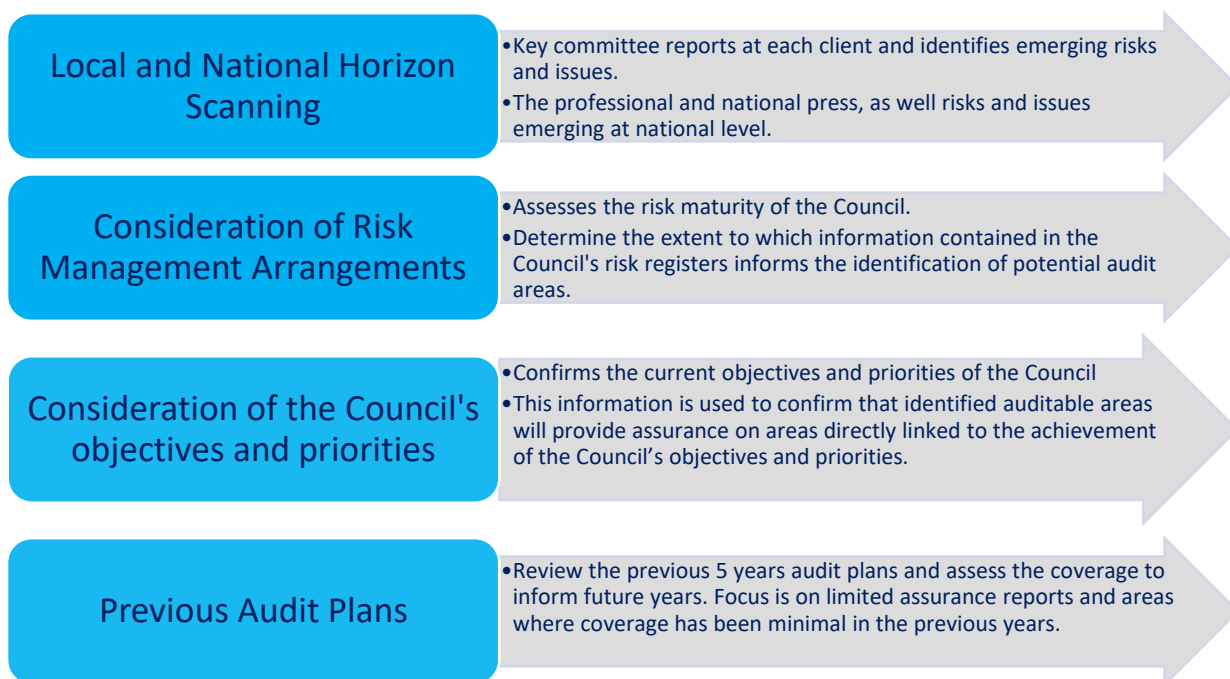 Local and National Horizon
Scanning
•Key committee reports at each client and identifies emerging risks
and issues.
•The professional and national press, as well risks and issues
emerging at national level.
Consideration of Risk
Management Arrangements
•Assesses the risk maturity of the Council.
•Determine the extent to which information contained in the
Council's risk registers informs the identification of potential audit
areas.
Consideration of the Council's
objectives and priorities
•Confirms the current objectives and priorities of the Council
•This information is used to confirm that identified auditable areas
will provide assurance on areas directly linked to the achievement
of the Council’s objectives and priorities.
Previous Audit Plans
•Review the previous 5 years audit plans and assess the coverage to
inform future years. Focus is on limited assurance reports and areas
where coverage has been minimal in the previous years.